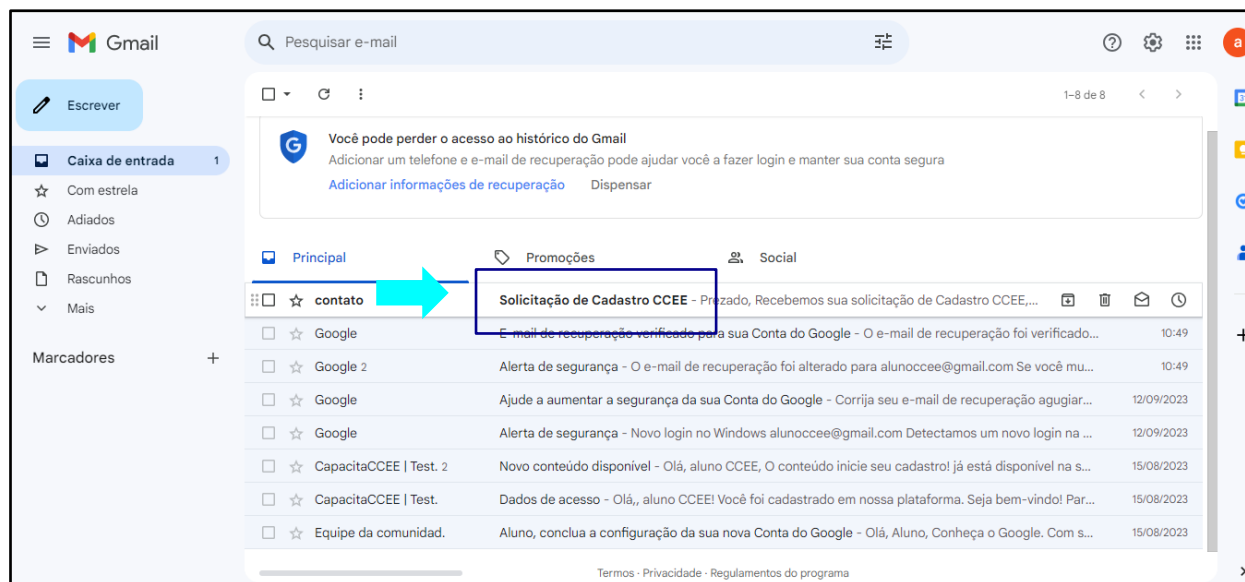 Gmail
Pesquisar e-mail
a
Escrever
1-8 de 8
Você pode perder o acesso ao histórico do Gmail
Adicionar um telefone e e-mail de recuperação pode ajudar você a fazer login e manter sua conta segura
Adicionar informações de recuperação Dispensar
Caixa de entrada 1
Com estrela
Adiados
Enviados
Rascunhos
Mais
Marcadores
Principal Promoções Social
contato Solicitação de Cadastro CCEE - Prezado, Recebemos sua solicitação de Cadastro CCEE,...
Google E-mail de recuperação verificado para sua Conta do Google - O e-mail de recuperação foi verificado... 10:49
Google 2 Alerta de segurança - O e-mail de recuperação foi alterado para alunoccee@gmail.com Se você mu... 10:49
Google Ajude a aumentar a segurança da sua Conta do Google - Corrija seu e-mail de recuperação agugiar... 12/09/2023
Google Alerta de segurança - Novo login no Windows alunoccee@gmail.com Detectamos um novo login na ... 12/09/2023
CapacitaCCEE | Test. 2 Novo conteúdo disponível - Olá, aluno CCEE, O conteúdo inicie seu cadastro! já está disponível na s... 15/08/2023
CapacitaCCEE | Test. Dados de acesso - Olá,, aluno CCEE! Você foi cadastrado em nossa plataforma. Seja bem-vindo! Par... 15/08/2023
Equipe da comunidad. Aluno, conclua a configuração da sua nova Conta do Google - Olá, Aluno, Conheça o Google. Com s... 15/08/2023
Termos · Privacidade · Regulamentos do programa